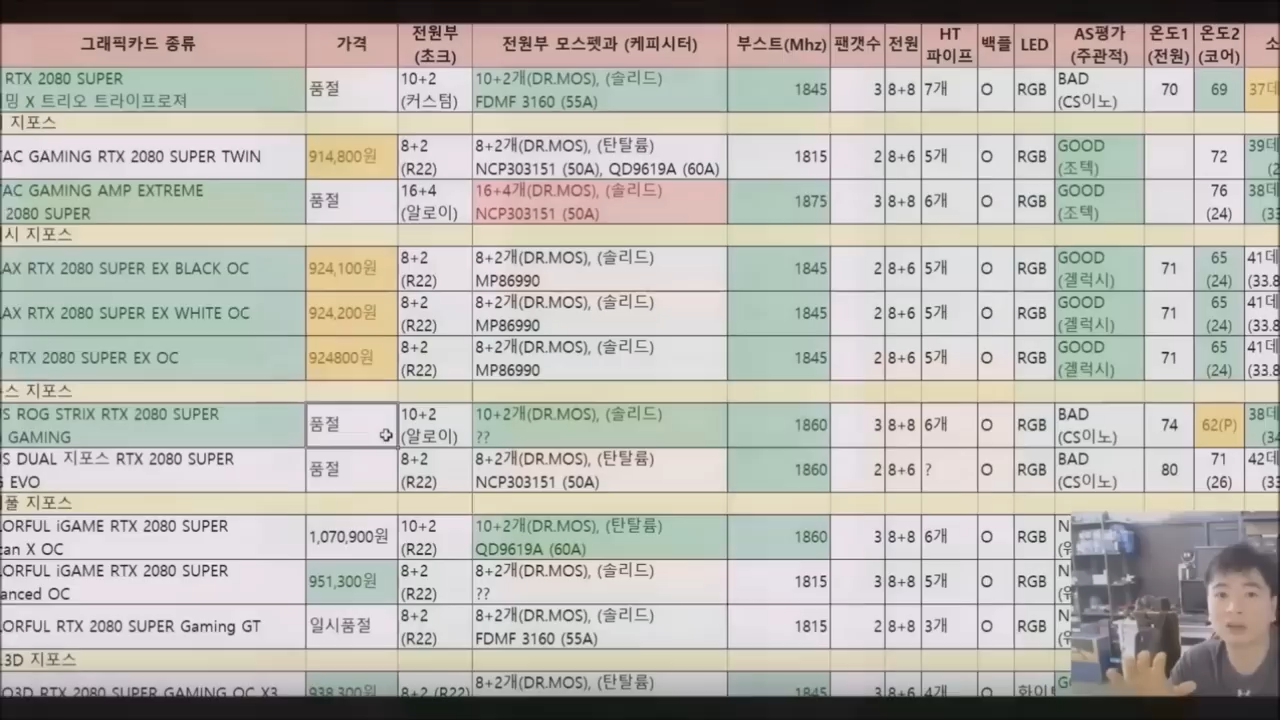 그래픽카드 종류 가격 전원부 (초크) 전원부 모스펫과 (케피시터) 부스트(Mhz) 팬갯수 전원 HT 파이프 백플 LED AS평가 (주관적) 온도1 (전원) 온도2 (코어) 소
RTX 2080 SUPER 품절 10+2 10+2개(DR.MOS), (솔리드) 1845 3 8+8 7개 O RGB BAD 70 69 37데
밍 X 트리오 트라이프로져 (커스텀) FDMF 3160 (55A) (CS이노)
지포스
TAC GAMING RTX 2080 SUPER TWIN 914,800원 8+2 8+2개(DR.MOS), (탄탈륨) 1815 2 8+6 5개 O RGB GOOD 72 39데
(R22) NCP303151 (50A), QD9619A (60A) (조텍) (2
TAC GAMING AMP EXTREME 품절 16+4 16+4개(DR.MOS), (솔리드) 1875 3 8+8 6개 O RGB GOOD 76 38데
2080 SUPER (알로이) NCP303151 (50A) (조텍) (24) (33
시 지포스
AX RTX 2080 SUPER EX BLACK OC 924,100원 8+2 8+2개(DR.MOS), (솔리드) 1845 2 8+6 5개 O RGB GOOD 71 65 41데
(R22) MP86990 (겔럭시) (24) (33.8
AX RTX 2080 SUPER EX WHITE OC 924,200원 8+2 8+2개(DR.MOS), (솔리드) 1845 2 8+6 5개 O RGB GOOD 71 65 41데
(R22) MP86990 (겔럭시) (24) (33.8
RTX 2080 SUPER EX OC 924800원 8+2 8+2개(DR.MOS), (솔리드) 1845 2 8+6 5개 O RGB GOOD 71 65 41데
(R22) MP86990 (겔럭시) (24) (33.8
스 지포스
S ROG STRIX RTX 2080 SUPER 품절 10+2 10+2개(DR.MOS), (솔리드) 1860 3 8+8 6개 O RGB BAD 74 62(P) 38데
GAMING (알로이) ?? (CS이노) (34
S DUAL 지포스 RTX 2080 SUPER 품절 8+2 8+2개(DR.MOS), (탄탈륨) 1860 2 8+6 ? O RGB BAD 80 71 42데
EVO (R22) NCP303151 (50A) (CS이노) (26) (33
풀 지포스
ORFUL iGAME RTX 2080 SUPER 1,070,900원 10+2 10+2개(DR.MOS), (탄탈륨) 1860 3 8+8 6개 O RGB
an X OC (R22) QD9619A (60A)
ORFUL iGAME RTX 2080 SUPER 951,300원 8+2 8+2개(DR.MOS), (솔리드) 1815 3 8+8 5개 O RGB
anced OC (R22) ??
ORFUL RTX 2080 SUPER Gaming GT 일시품절 8+2 8+2개(DR.MOS), (솔리드) 1815 2 8+8 3개 O RGB
(R22) FDMF 3160 (55A)
3D 지포스
O3D RTX 2080 SUPER GAMING OC X3 938,300원 8+2 (R22) 8+2개(DR.MOS), (탄탈륨) 1845 3 8+6 4개 O